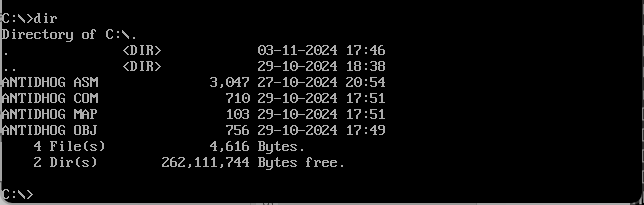 C:\>dir
Directory of C:\.
.              <DIR>            03-11-2024 17:46
..             <DIR>            29-10-2024 18:38
ANTIDHOG ASM              3,047 27-10-2024 20:54
ANTIDHOG COM                710 29-10-2024 17:51
ANTIDHOG MAP                103 29-10-2024 17:51
ANTIDHOG OBJ                756 29-10-2024 17:49
    4 File(s)             4,616 Bytes.
    2 Dir(s)        262,111,744 Bytes free.
C:\>